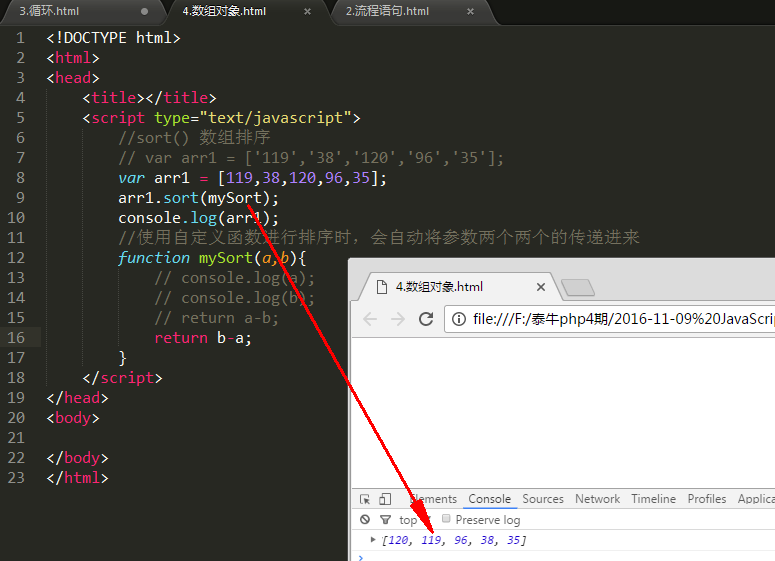 3.循环.html
4.数组对象.html ×
2.流程语句.html ×
1 <!DOCTYPE html>
2 <html>
3 <head>
4 <title></title>
5 <script type="text/javascript">
6 //sort() 数组排序
7 // var arr1 = ['119','38','120','96','35'];
8 var arr1 = [119,38,120,96,35];
9 arr1.sort(mySort);
10 console.log(arr1);
11 //使用自定义函数进行排序时，会自动将参数两个两个的传递进来
12 function mySort(a,b){
13 // console.log(a);
14 // console.log(b);
15 // return a-b;
16 return b-a;
17 }
18 </script>
19 </head>
20 <body>
21
22 </body>
23 </html>
4.数组对象.html ×
file:///F:/泰牛php4期/2016-11-09%20JavaScri
Elements Console Sources Network Timeline Profiles Applica
top Preserve log
[120, 119, 96, 38, 35]